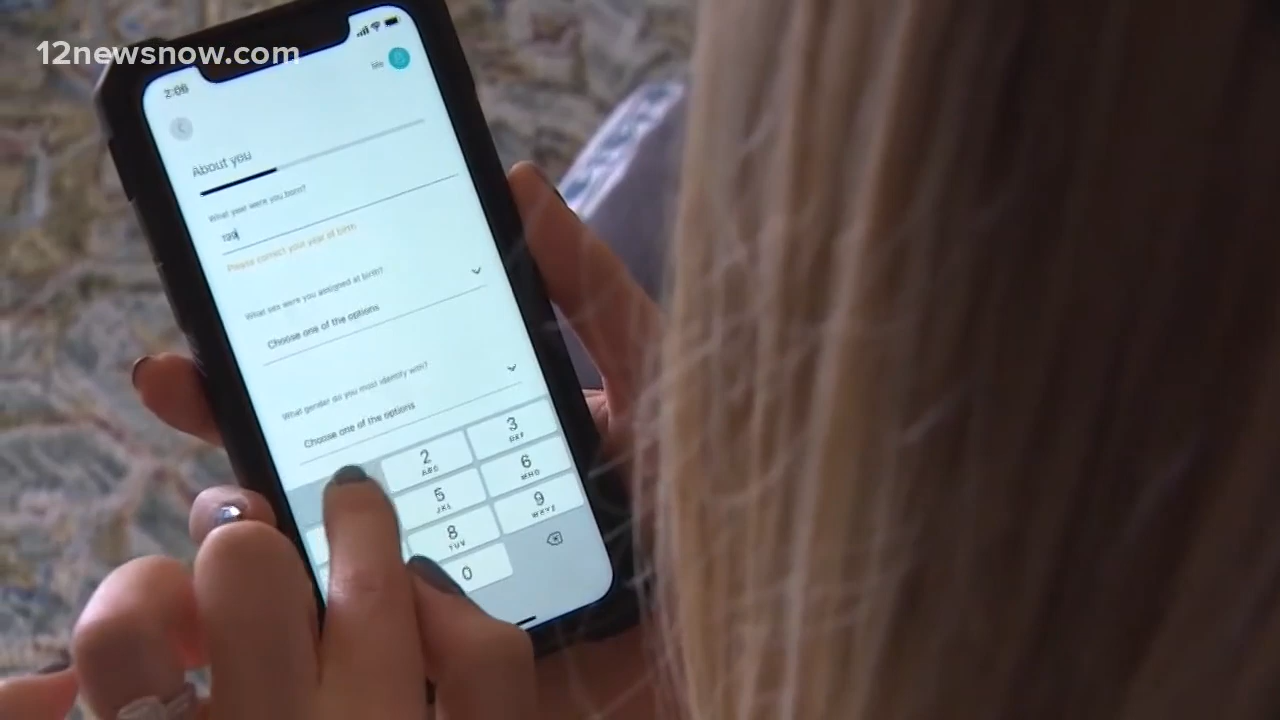 12newsnow.com
2:06
Me
About you
What year were you born?
199
Please correct your year of birth
What sex were you assigned at birth?
Choose one of the options
What gender do you most identify with?
Choose one of the options
2
ABC
3
DEF
5
JKL
6
MNO
8
TUV
9
WXYZ
0